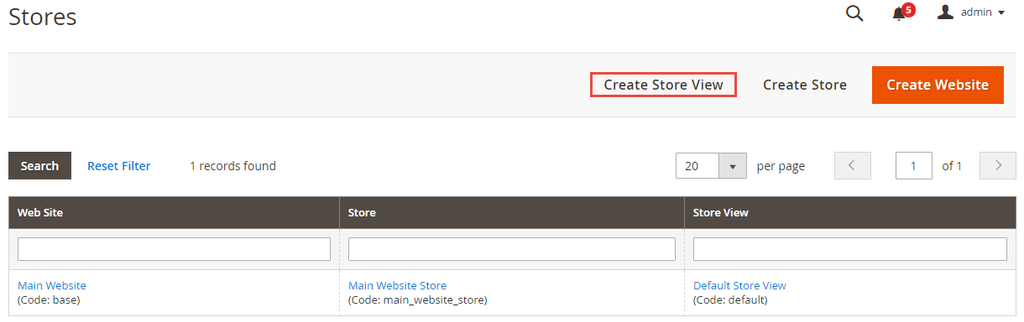 Stores
5
admin
Create Store View Create Store Create Website
Search Reset Filter 1 records found 20 per page 1 of 1
Web Site Store Store View
Main Website Main Website Store Default Store View
(Code: base) (Code: main_website_store) (Code: default)